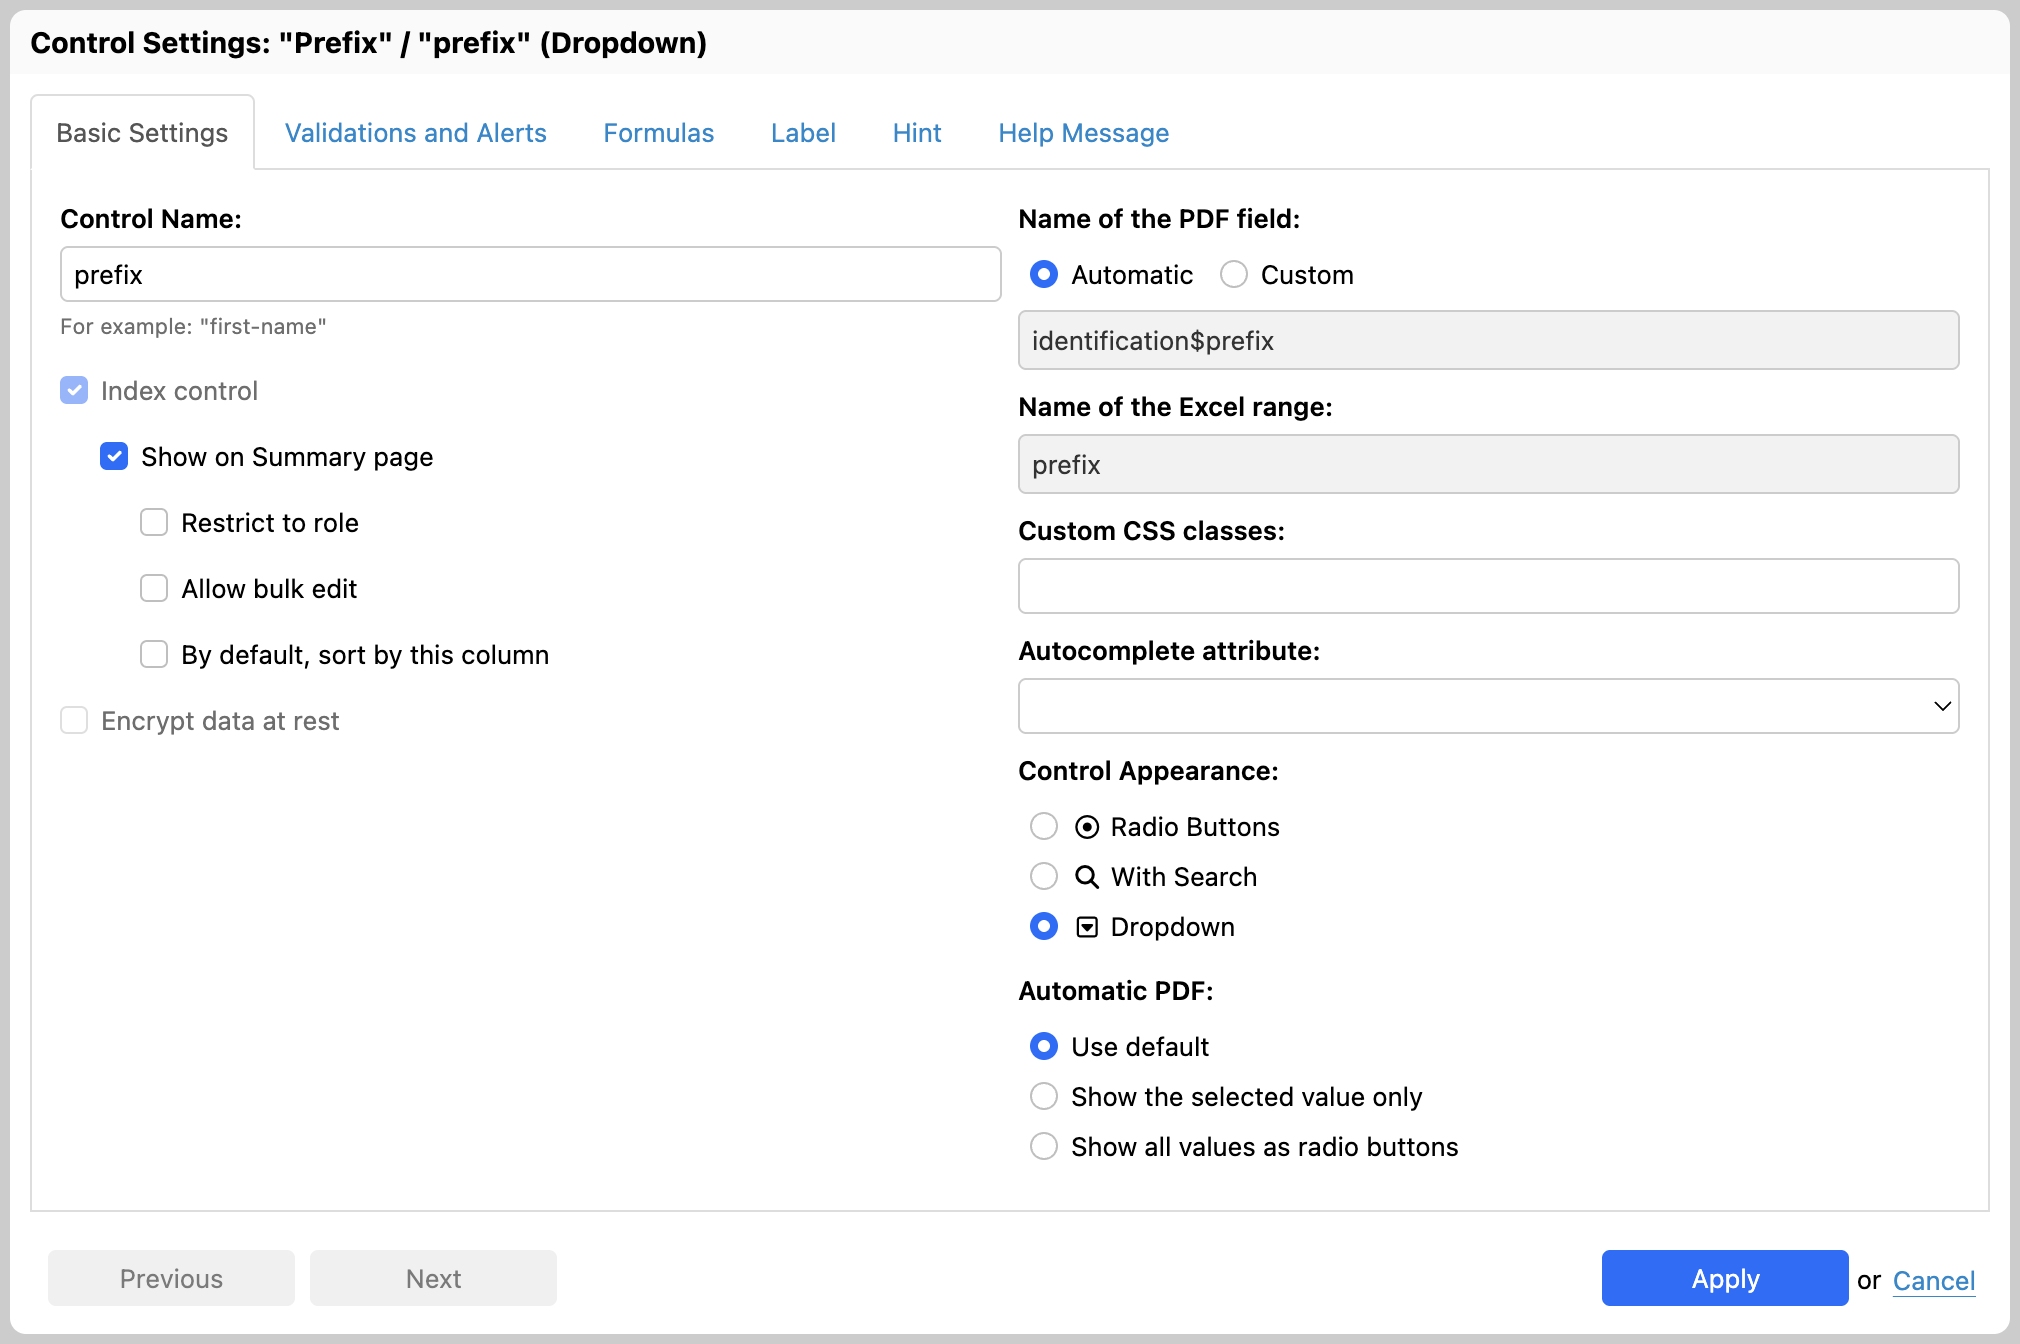 Control Settings: "Prefix" / "prefix" (Dropdown)
Basic Settings
Validations and Alerts
Formulas
Label
Hint
Help Message
Control Name:
prefix
For example: "first-name"
Index control
Show on Summary page
Restrict to role
Allow bulk edit
By default, sort by this column
Encrypt data at rest
Name of the PDF field:
Automatic
Custom
identification$prefix
Name of the Excel range:
prefix
Custom CSS classes:
Autocomplete attribute:
Control Appearance:
Radio Buttons
With Search
Dropdown
Automatic PDF:
Use default
Show the selected value only
Show all values as radio buttons
Previous
Next
Apply
or Cancel